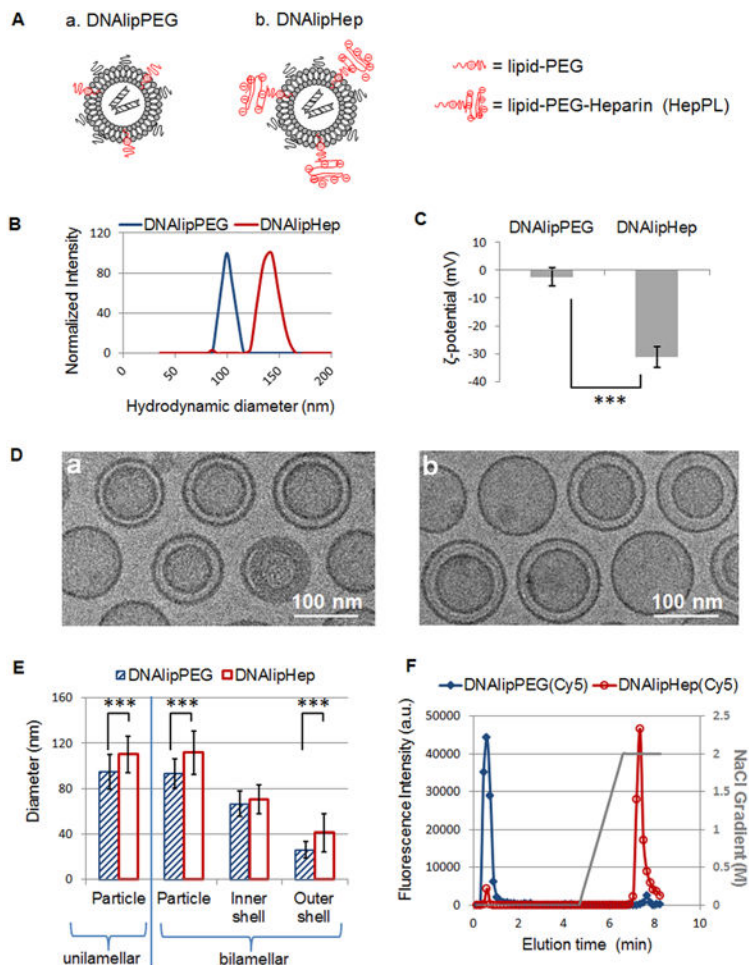 A
a. DNAlipPEG
b. DNAlipHep
= lipid-PEG
= lipid-PEG-Heparin (HepPL)
B
DNAlipPEG
DNAlipHep
Normalized Intensity
120
80
40
0
0 50 100 150 200
Hydrodynamic diameter (nm)
C
DNAlipPEG DNAlipHep
ζ-potential (mV)
10
0
-10
-20
-30
-40
***
D
a
100 nm
b
100 nm
E
DNAlipPEG
DNAlipHep
Diameter (nm)
160
120
80
40
0
*** *** ***
Particle Particle Inner shell Outer shell
unilamellar bilamellar
F
DNAlipPEG(Cy5)
DNAlipHep(Cy5)
Fluorescence Intensity (a.u.)
50000
40000
30000
20000
10000
0
0 2 4 6 8 10
Elution time (min)
2.5
2
1.5
1
0.5
0
NaCl Gradient (M)